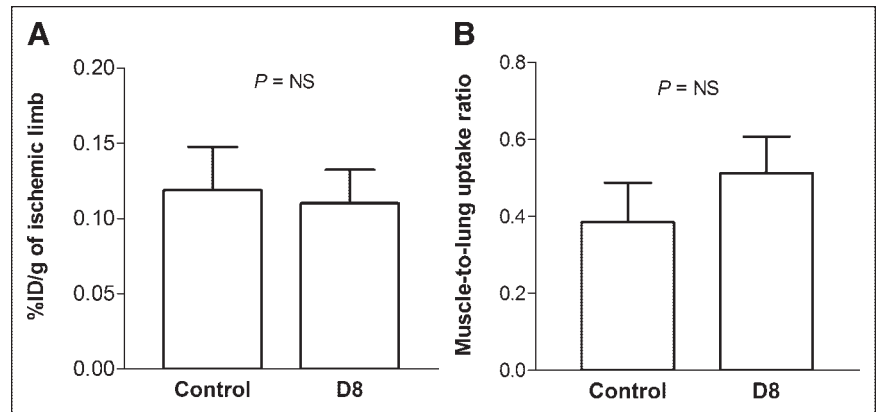 A
%ID/g of ischemic limb
0.20
0.15
0.10
0.05
0.00
P = NS
Control
D8
B
Muscle-to-lung uptake ratio
0.8
0.6
0.4
0.2
0.0
P = NS
Control
D8